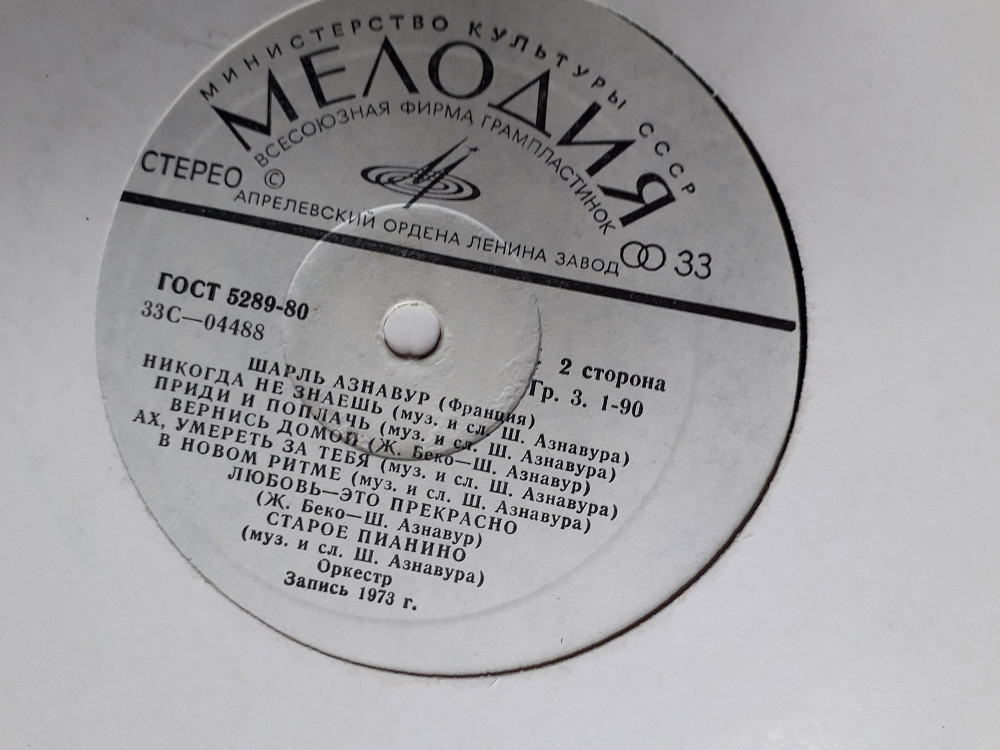 МИНИСТЕРСТВО КУЛЬТУРЫ СССР
МЕЛОДИЯ
ВСЕСОЮЗНАЯ ФИРМА ГРАМПЛАСТИНОК
СТЕРЕО ©
АПРЕЛЕВСКИЙ ОРДЕНА ЛЕНИНА ЗАВОД
33
ГОСТ 5289-80
33С—04488
2 сторона
Гр. 3. 1-90
ШАРЛЬ АЗНАВУР (Франция)
НИКОГДА НЕ ЗНАЕШЬ (муз. и сл. Ш. Азнавура)
ПРИДИ И ПОПЛАЧЬ (муз. и сл. Ш. Азнавура)
ВЕРНИСЬ ДОМОЙ (Ж. Беко—Ш. Азнавур)
АХ, УМЕРЕТЬ ЗА ТЕБЯ (муз. и сл. Ш. Азнавура)
В НОВОМ РИТМЕ (муз. и сл. Ш. Азнавура)
ЛЮБОВЬ—ЭТО ПРЕКРАСНО
(Ж. Беко—Ш. Азнавур)
СТАРОЕ ПИАНИНО
(муз. и сл. Ш. Азнавура)
Оркестр
Запись 1973 г.